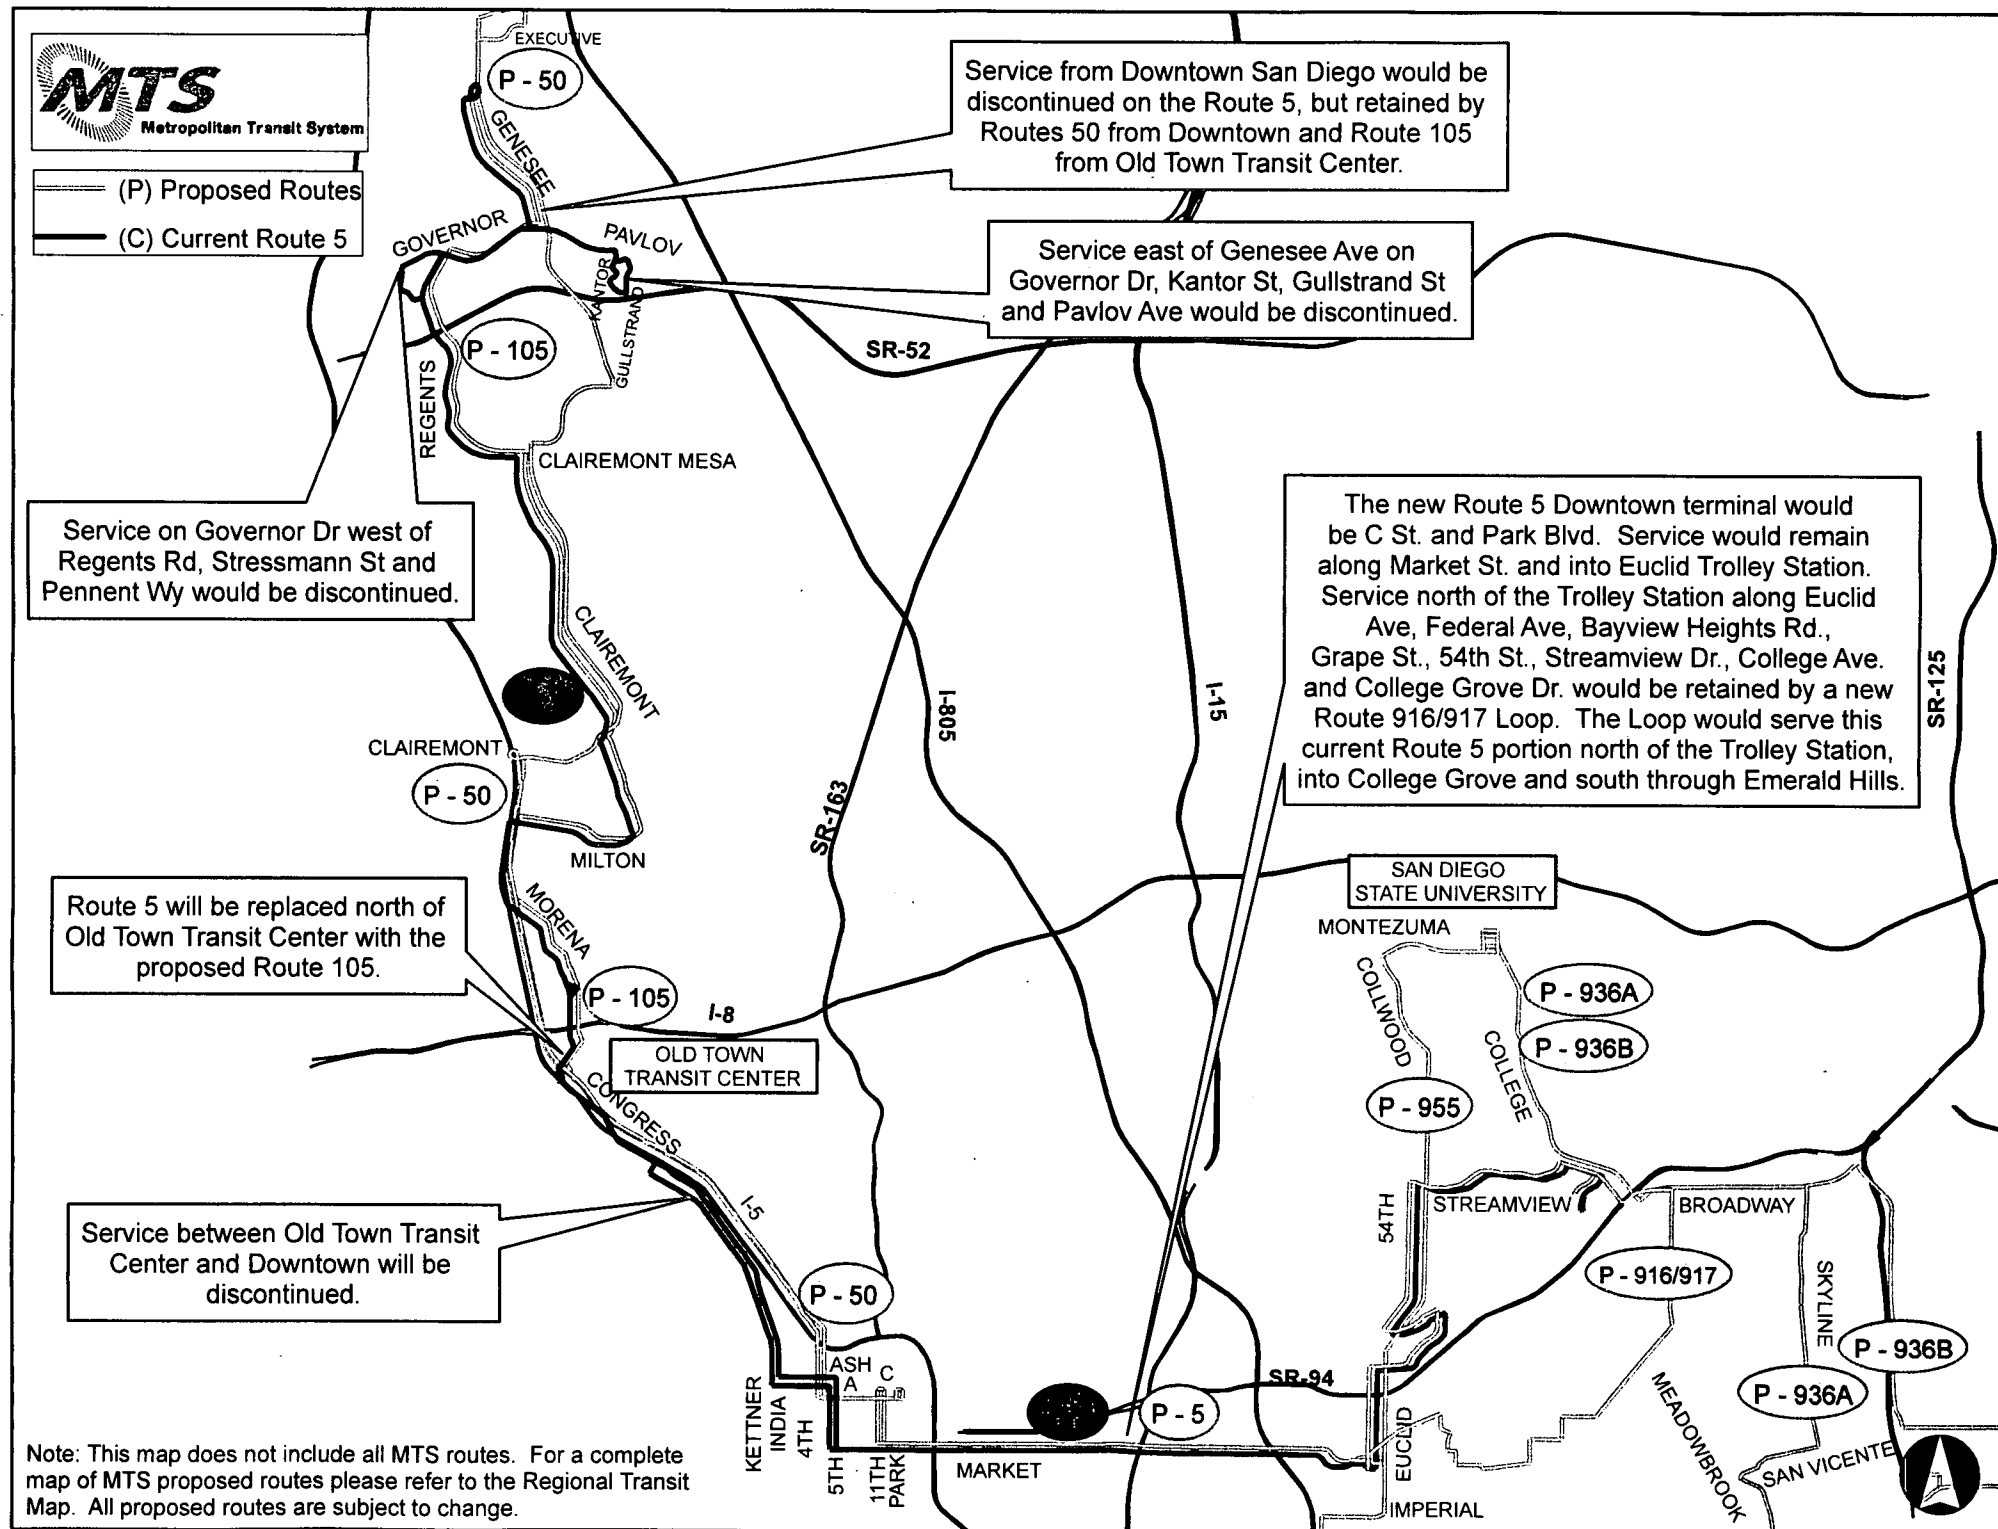 EXECUTIVE
P - 50
MTS
Metropolitan Transit System
(P) Proposed Routes
(C) Current Route 5
Service from Downtown San Diego would be
discontinued on the Route 5, but retained by
Routes 50 from Downtown and Route 105
from Old Town Transit Center.
GENESEE
GOVERNOR
PAVLOV
KANTOR
GULLSTRAND
Service east of Genesee Ave on
Governor Dr, Kantor St, Gullstrand St
and Pavlov Ave would be discontinued.
P - 105
SR-52
REGENTS
CLAIREMONT MESA
Service on Governor Dr west of
Regents Rd, Stressmann St and
Pennent Wy would be discontinued.
The new Route 5 Downtown terminal would
be C St. and Park Blvd. Service would remain
along Market St. and into Euclid Trolley Station.
Service north of the Trolley Station along Euclid
Ave, Federal Ave, Bayview Heights Rd.,
Grape St., 54th St., Streamview Dr., College Ave.
and College Grove Dr. would be retained by a new
Route 916/917 Loop. The Loop would serve this
current Route 5 portion north of the Trolley Station,
into College Grove and south through Emerald Hills.
CLAIREMONT
I-805
I-15
SR-125
CLAIREMONT
P - 50
SR-163
MILTON
SAN DIEGO
STATE UNIVERSITY
MONTEZUMA
Route 5 will be replaced north of
Old Town Transit Center with the
proposed Route 105.
MORENA
P - 105
I-8
OLD TOWN
TRANSIT CENTER
COLLWOOD
COLLEGE
P - 936A
P - 936B
P - 955
CONGRESS
I-5
54TH
STREAMVIEW
BROADWAY
Service between Old Town Transit
Center and Downtown will be
discontinued.
P - 50
P - 916/917
SKYLINE
P - 936B
P - 936A
ASH
A
C
SR-94
P - 5
KETTNER
INDIA
4TH
5TH
11TH
PARK
MARKET
EUCLID
IMPERIAL
MEADOWBROOK
SAN VICENTE
Note: This map does not include all MTS routes. For a complete
map of MTS proposed routes please refer to the Regional Transit
Map. All proposed routes are subject to change.